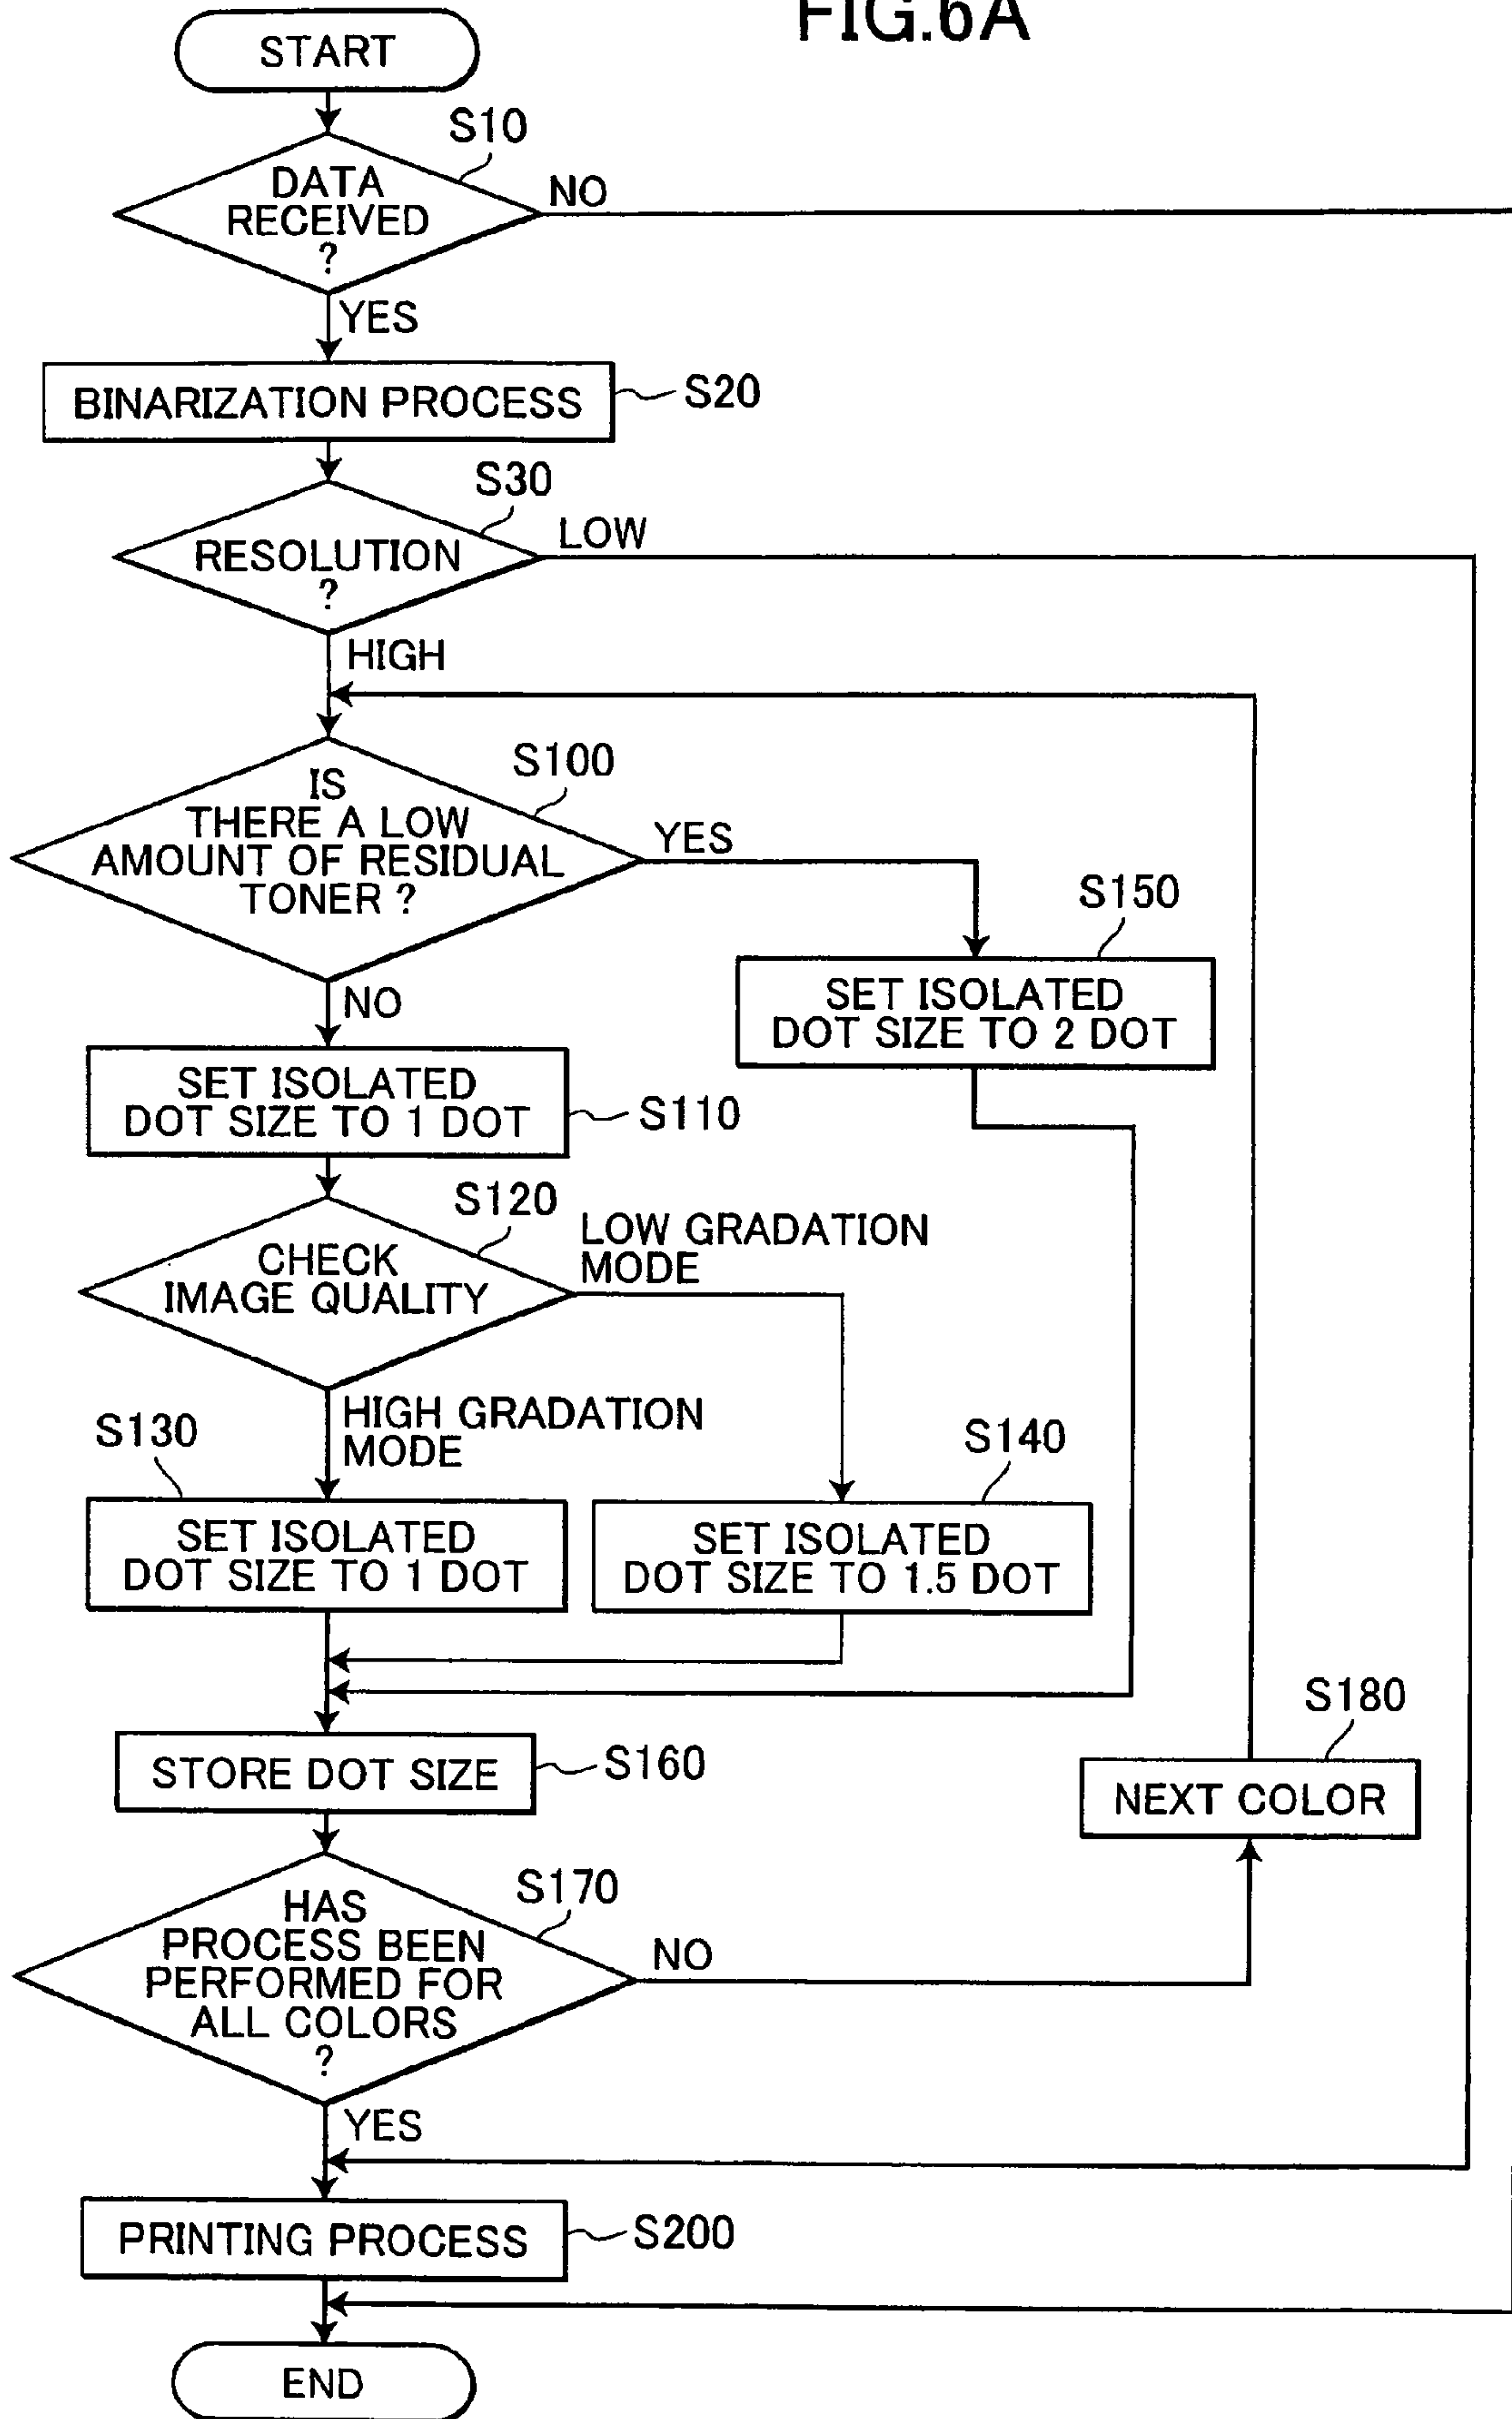 FIG.6A
START
S10
DATA
RECEIVED
?
NO
YES
BINARIZATION PROCESS
S20
S30
RESOLUTION
?
LOW
HIGH
S100
IS
THERE A LOW
AMOUNT OF RESIDUAL
TONER ?
YES
NO
S150
SET ISOLATED
DOT SIZE TO 2 DOT
SET ISOLATED
DOT SIZE TO 1 DOT
S110
S120
CHECK
IMAGE QUALITY
LOW GRADATION
MODE
HIGH GRADATION
MODE
S130
SET ISOLATED
DOT SIZE TO 1 DOT
S140
SET ISOLATED
DOT SIZE TO 1.5 DOT
STORE DOT SIZE
S160
S180
NEXT COLOR
S170
HAS
PROCESS BEEN
PERFORMED FOR
ALL COLORS
?
NO
YES
PRINTING PROCESS
S200
END